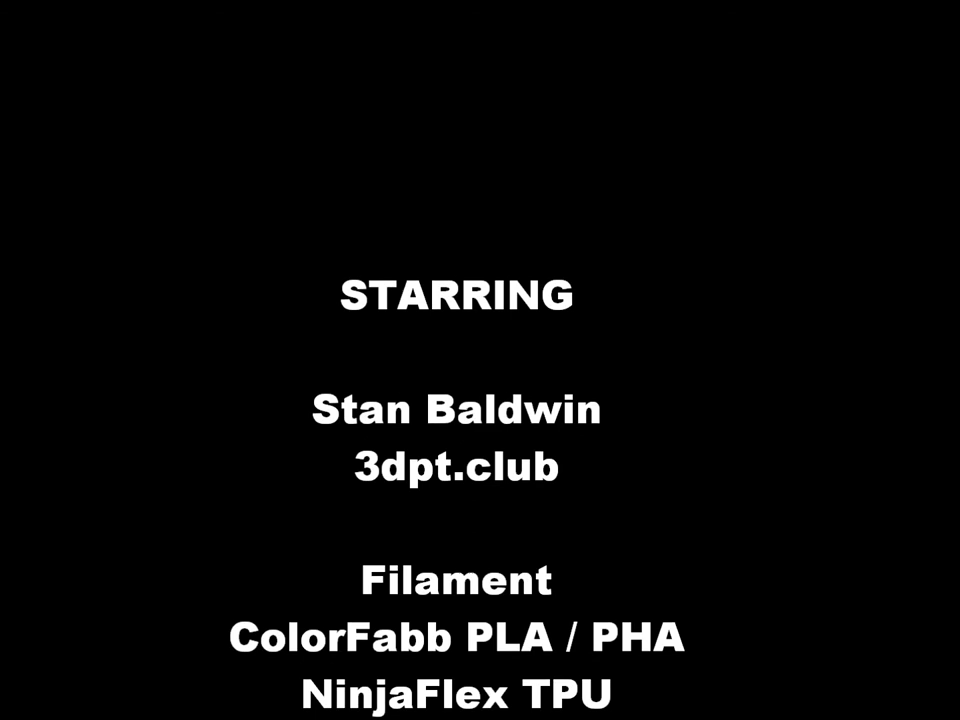 STARRING
Stan Baldwin
3dpt.club
Filament
ColorFabb PLA / PHA
NinjaFlex TPU